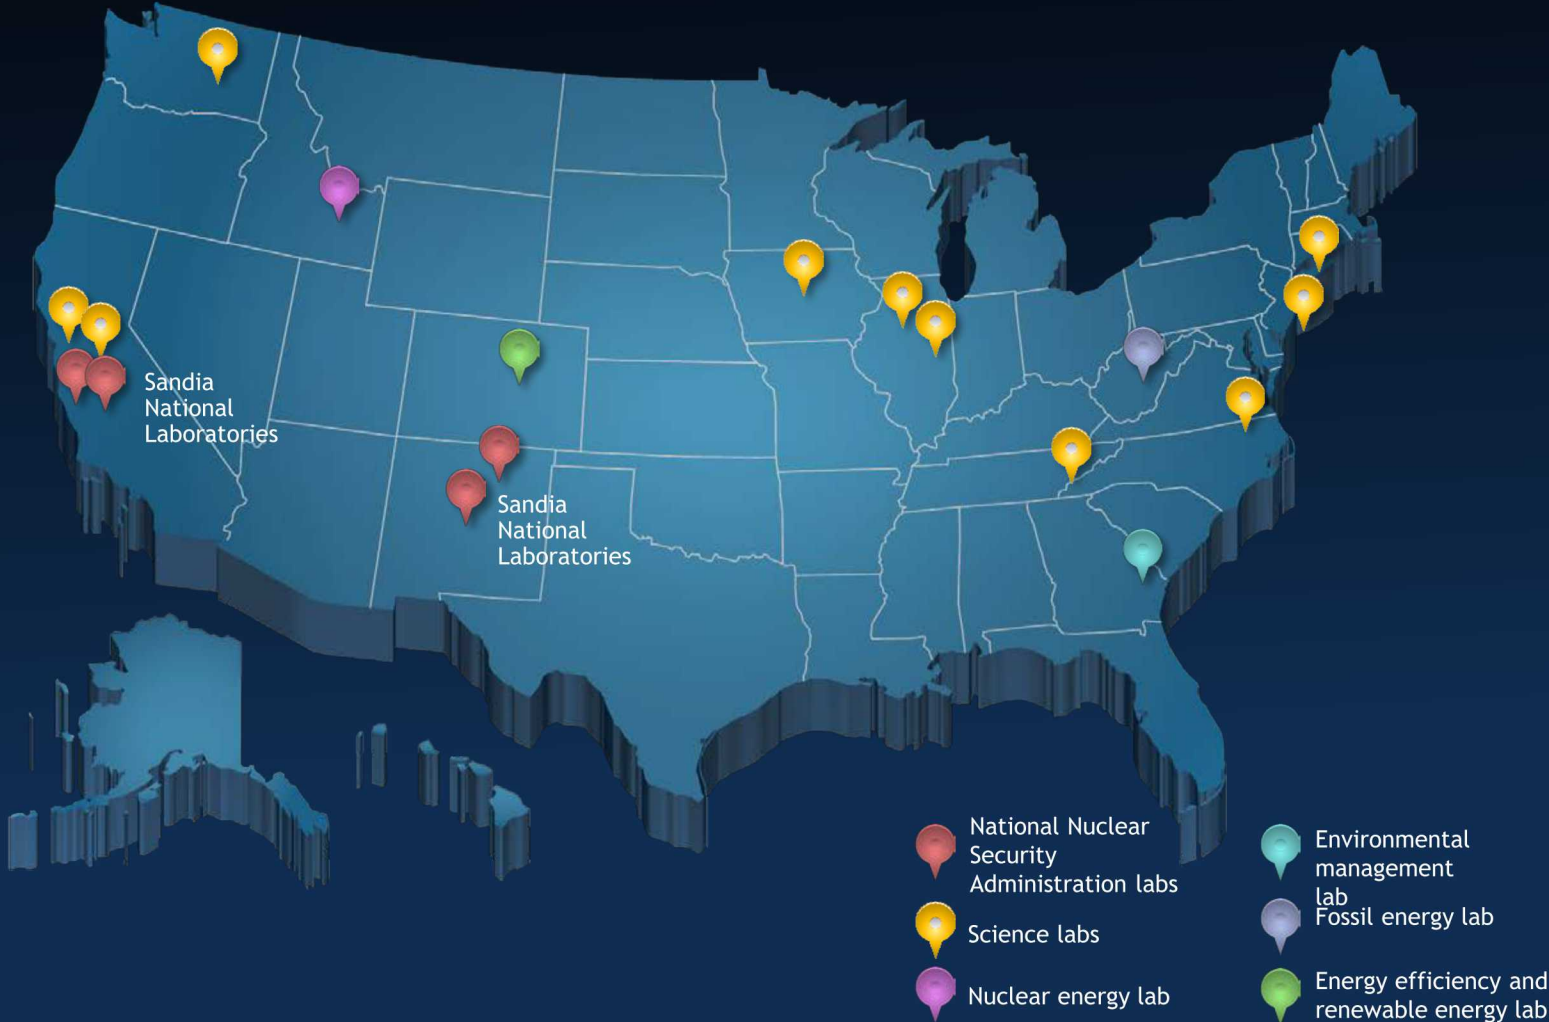 Sandia
National
Laboratories
Sandia
National
Laboratories
National Nuclear
Security
Administration labs
Science labs
Nuclear energy lab
Environmental
management
lab
Fossil energy lab
Energy efficiency and
renewable energy lab